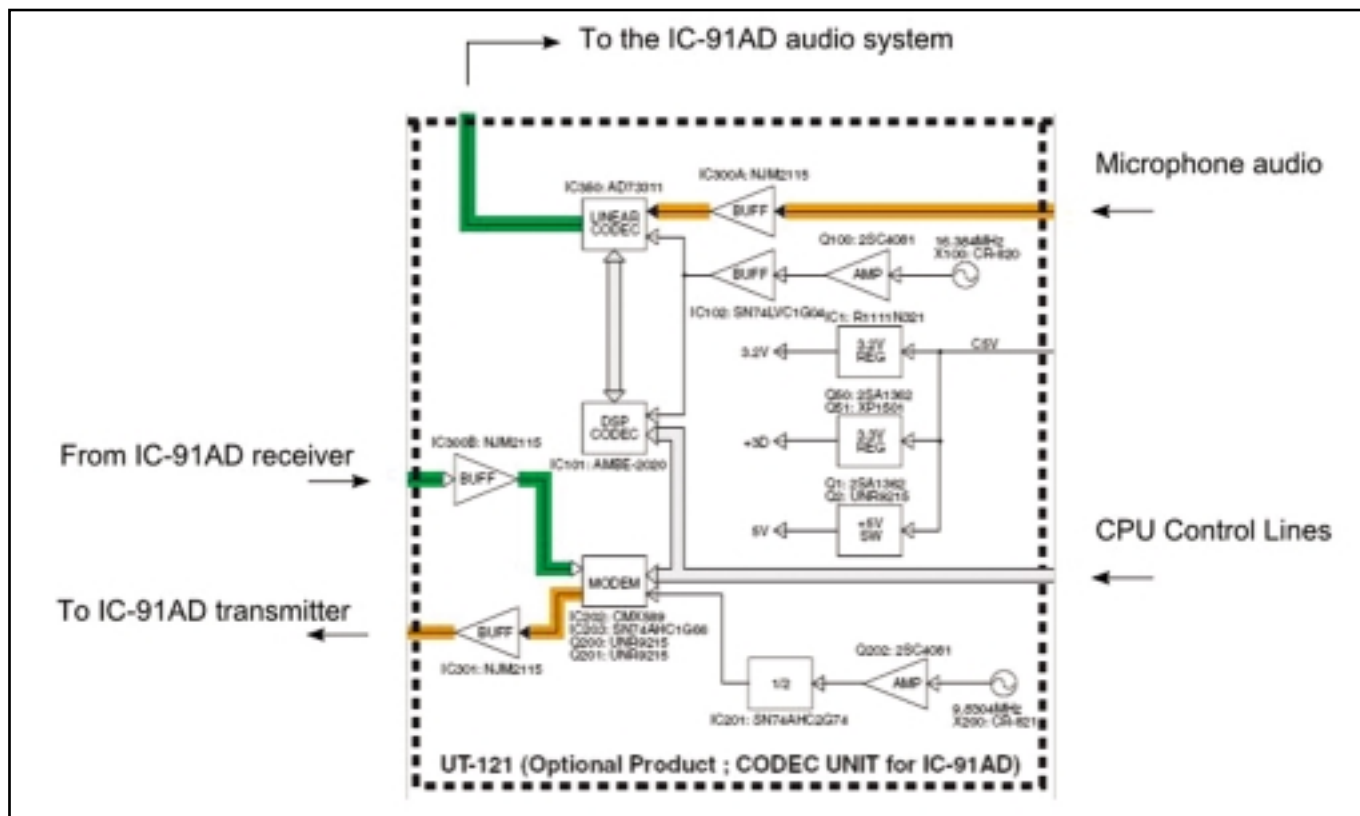 To the IC-91AD audio system
Microphone audio
IC300A: NJM2115
IC350: AD73311
LINEAR
CODEC
BUFF
Q100: 2SC4081
16.384MHz
X100: CR-820
BUFF
AMP
IC102: SN74LVC1G04
IC1: R1111N321
3.2V
3.2V
REG
C5V
Q50: 2SA1362
Q51: XP1501
DSP
CODEC
+3D
3.3V
REG
IC300B: NJM2115
IC101: AMBE-2020
From IC-91AD receiver
BUFF
Q1: 2SA1362
Q2: UNR9215
5V
+5V
SW
CPU Control Lines
MODEM
To IC-91AD transmitter
BUFF
IC202: CMX589
IC203: SN74AHC1G66
Q200: UNR9215
Q201: UNR9215
IC301: NJM2115
Q202: 2SC4081
1/2
AMP
IC201: SN74AHC2G74
9.8304MHz
X200: CR-821
UT-121 (Optional Product ; CODEC UNIT for IC-91AD)